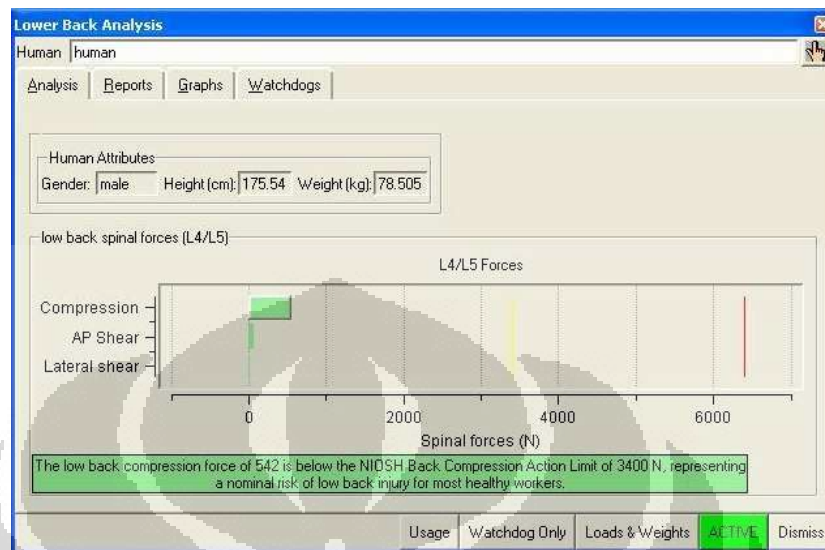 Lower Back Analysis
Human human
Analysis Reports Graphs Watchdogs
Human Attributes
Gender: male Height (cm): 175.54 Weight (kg): 78.505
low back spinal forces (L4/L5)
L4/L5 Forces
Compression
AP Shear
Lateral shear
0 2000 4000 6000
Spinal forces (N)
The low back compression force of 542 is below the NIOSH Back Compression Action Limit of 3400 N, representing
a nominal risk of low back injury for most healthy workers.
Usage Watchdog Only Loads & Weights ACTIVE Dismiss